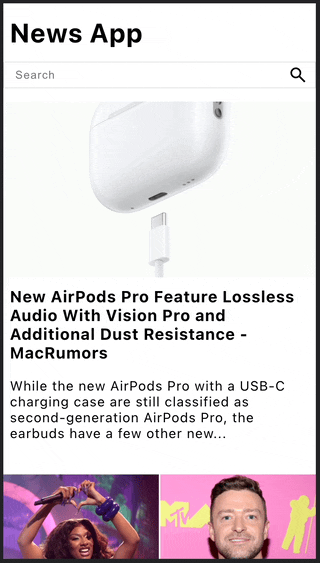 News App
Search
New AirPods Pro Feature Lossless
Audio With Vision Pro and
Additional Dust Resistance -
MacRumors
While the new AirPods Pro with a USB-C
charging case are still classified as
second-generation AirPods Pro, the
earbuds have a few other new...
MTV